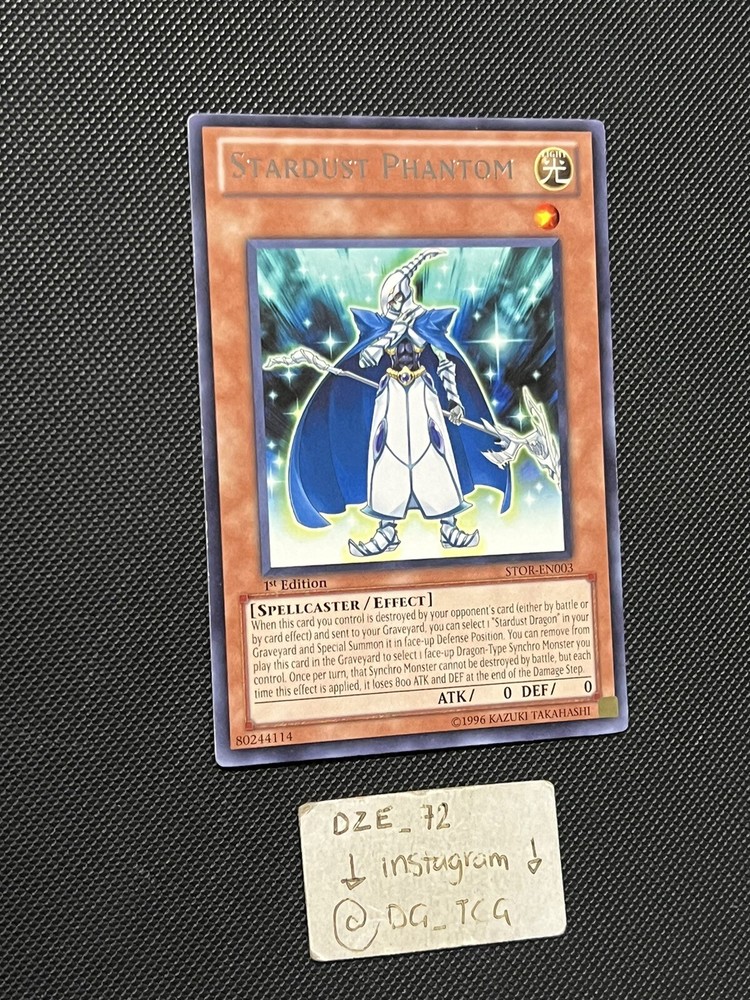 STARDUST PHANTOM
LIGHT
光
1st Edition
STOR-EN003
[SPELLCASTER / EFFECT]
When this card you control is destroyed by your opponent's card (either by battle or
by card effect) and sent to your Graveyard, you can select 1 "Stardust Dragon" in your
Graveyard and Special Summon it in face-up Defense Position. You can remove from
play this card in the Graveyard to select 1 face-up Dragon-Type Synchro Monster you
control. Once per turn, that Synchro Monster cannot be destroyed by battle, but each
time this effect is applied, it loses 800 ATK and DEF at the end of the Damage Step.
ATK / 0 DEF / 0
80244114
©1996 KAZUKI TAKAHASHI
DZE_72
↓ instagram ↓
@ DG_TCG